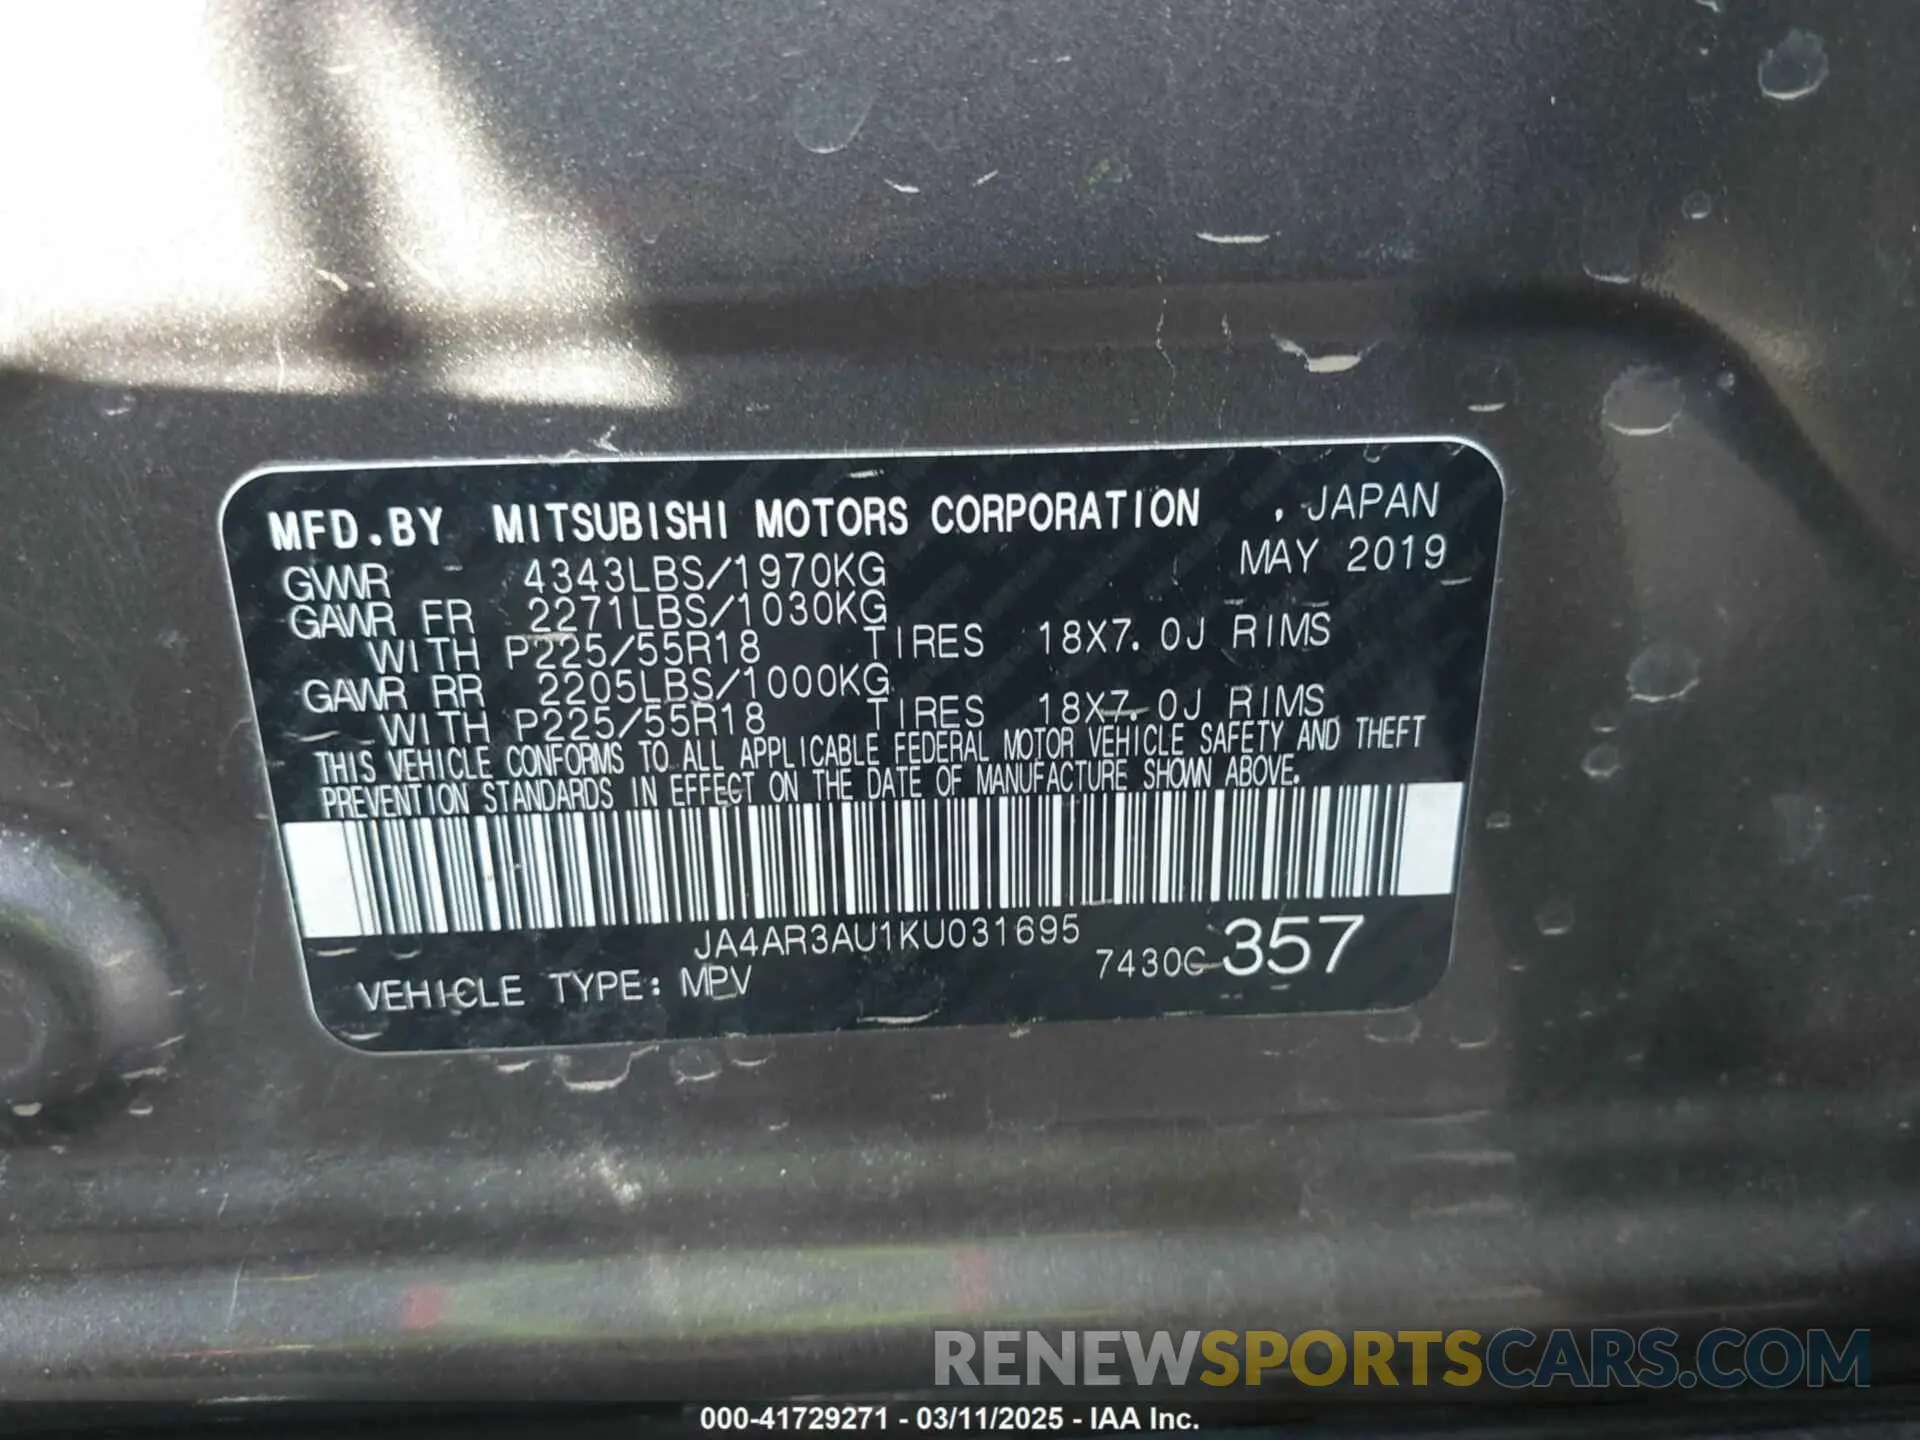 MFD.BY MITSUBISHI MOTORS CORPORATION , JAPAN
GVWR 4343LBS/1970KG MAY 2019
GAWR FR 2271LBS/1030KG
WITH P225/55R18 TIRES 18X7.0J RIMS
GAWR RR 2205LBS/1000KG
WITH P225/55R18 TIRES 18X7.0J RIMS
THIS VEHICLE CONFORMS TO ALL APPLICABLE FEDERAL MOTOR VEHICLE SAFETY AND THEFT
PREVENTION STANDARDS IN EFFECT ON THE DATE OF MANUFACTURE SHOWN ABOVE.
JA4AR3AU1KU031695
VEHICLE TYPE: MPV 7430C 357
RENEWSPORTSCARS.COM
000-41729271 - 03/11/2025 - IAA Inc.